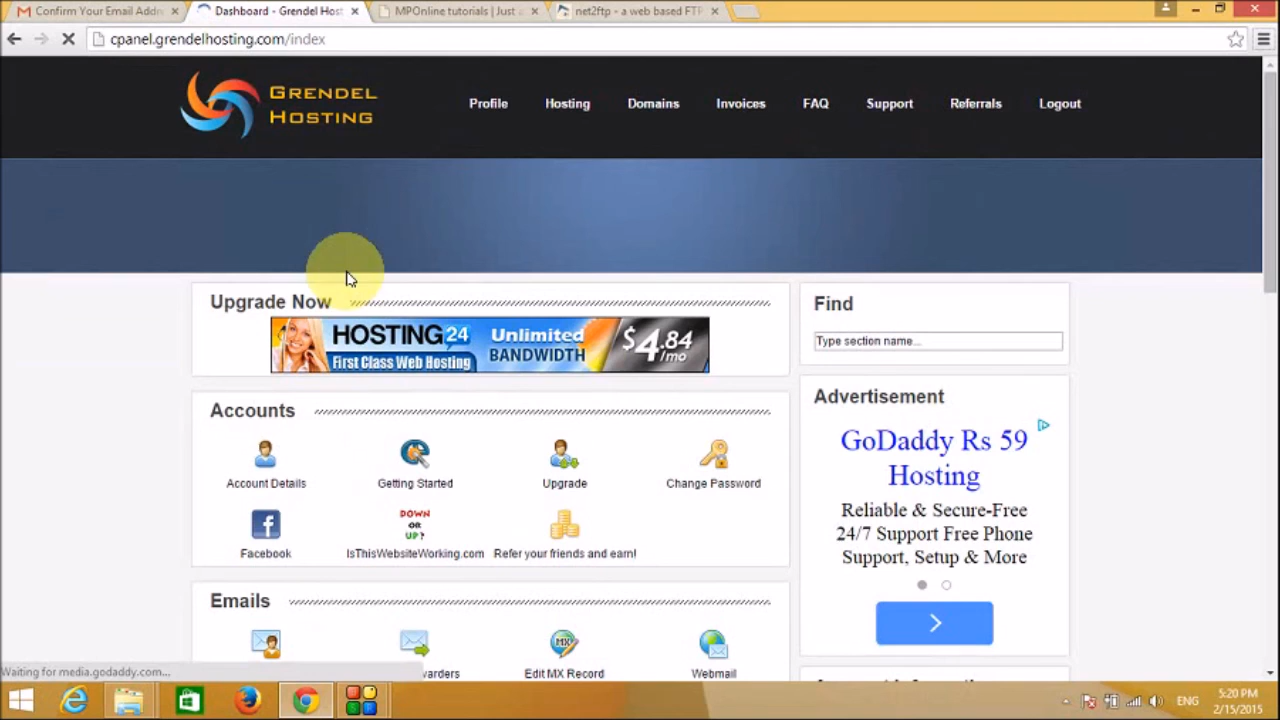 Confirm Your Email Addre
Dashboard - Grendel Host
MPOnline tutorials | Just a
net2ftp - a web based FTP
cpanel.grendelhosting.com/index
GRENDEL
HOSTING
Profile
Hosting
Domains
Invoices
FAQ
Support
Referrals
Logout
Upgrade Now
HOSTING 24
First Class Web Hosting
Unlimited
BANDWIDTH
$4.84
/mo
Find
Type section name...
Accounts
Account Details
Getting Started
Upgrade
Change Password
DOWN
OR
UP?
Facebook
IsThisWebsiteWorking.com
Refer your friends and earn!
Advertisement
GoDaddy Rs 59
Hosting
Reliable & Secure-Free
24/7 Support Free Phone
Support, Setup & More
Emails
MX
warders
Edit MX Record
Webmail
Waiting for media.godaddy.com...
ENG
5:20 PM
2/15/2015